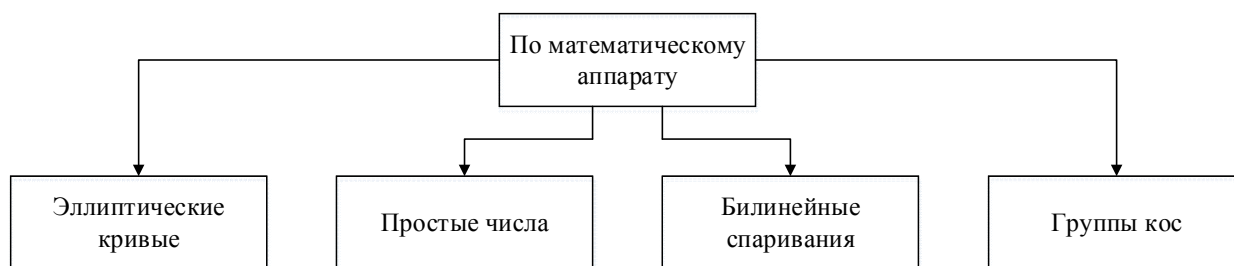 По математическому
аппарату
Эллиптические
кривые
Простые числа
Билинейные
спаривания
Группы кос